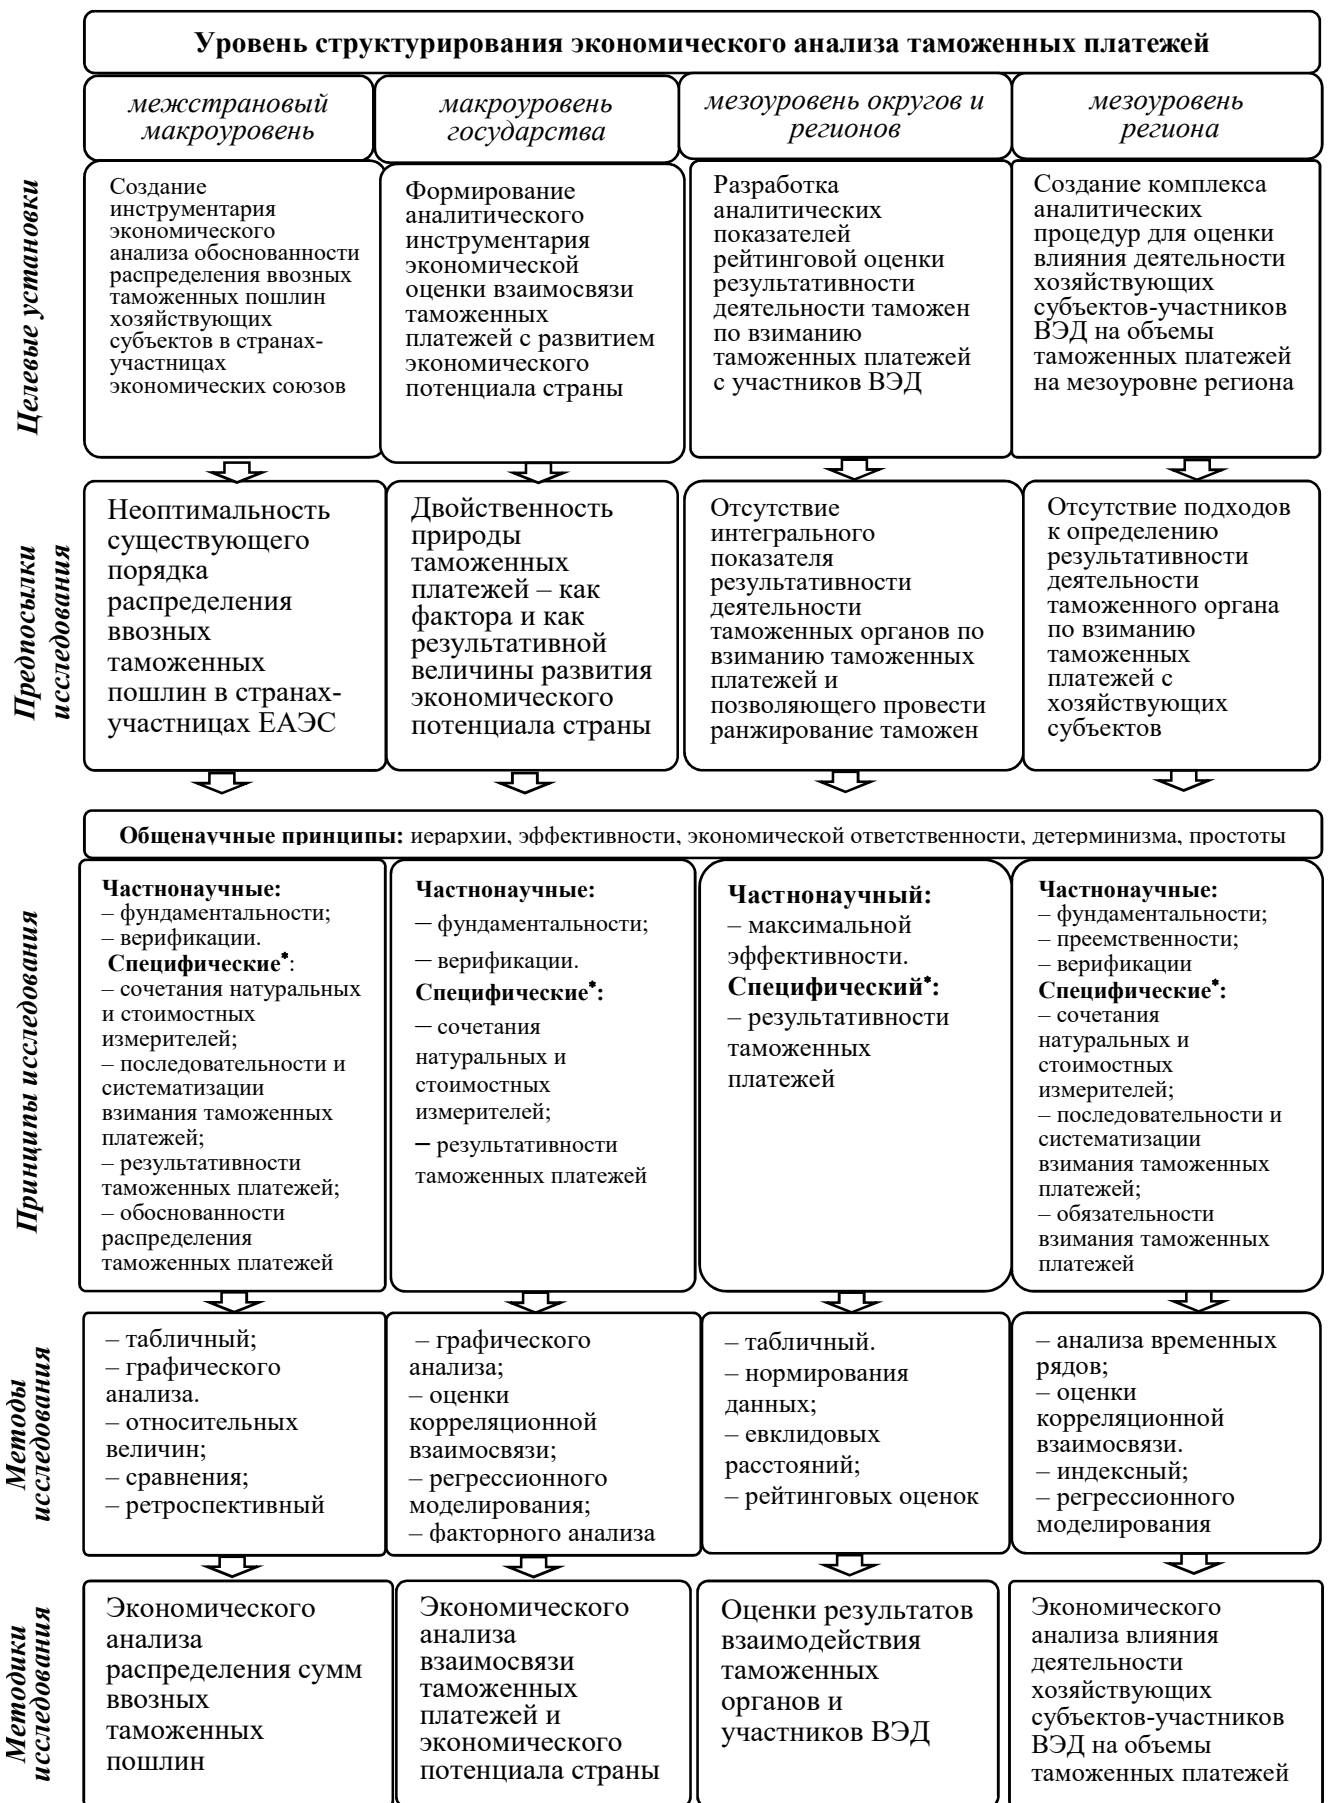 Уровень структурирования экономического анализа таможенных платежей
межстрановый
макроуровень
макроуровень
государства
мезоуровень округов и
регионов
мезоуровень
региона
Целевые установки
Создание
инструментария
экономического
анализа обоснованности
распределения ввозных
таможенных пошлин
хозяйствующих
субъектов в странах-
участницах
экономических союзов
Формирование
аналитического
инструментария
экономической
оценки взаимосвязи
таможенных
платежей с развитием
экономического
потенциала страны
Разработка
аналитических
показателей
рейтинговой оценки
результативности
деятельности таможен
по взиманию
таможенных платежей
с участников ВЭД
Создание комплекса
аналитических
процедур для оценки
влияния деятельности
хозяйствующих
субъектов-участников
ВЭД на объемы
таможенных платежей
на мезоуровне региона
Предпосылки
исследования
Неоптимальность
существующего
порядка
распределения
ввозных
таможенных
пошлин в странах-
участницах ЕАЭС
Двойственность
природы
таможенных
платежей – как
фактора и как
результативной
величины развития
экономического
потенциала страны
Отсутствие
интегрального
показателя
результативности
деятельности
таможенных органов по
взиманию таможенных
платежей и
позволяющего провести
ранжирование таможен
Отсутствие подходов
к определению
результативности
деятельности
таможенного органа
по взиманию
таможенных
платежей с
хозяйствующих
субъектов
Общенаучные принципы: иерархии, эффективности, экономической ответственности, детерминизма, простоты
Принципы исследования
Частнонаучные:
– фундаментальности;
– верификации.
Специфические*:
– сочетания натуральных
и стоимостных
измерителей;
– последовательности и
систематизации
взимания таможенных
платежей;
– результативности
таможенных платежей;
– обоснованности
распределения
таможенных платежей
Частнонаучные:
– фундаментальности;
– верификации.
Специфические*:
– сочетания
натуральных и
стоимостных
измерителей;
– результативности
таможенных платежей
Частнонаучный:
– максимальной
эффективности.
Специфический*:
– результативности
таможенных
платежей
Частнонаучные:
– фундаментальности;
– преемственности;
– верификации
Специфические*:
– сочетания
натуральных и
стоимостных
измерителей;
– последовательности и
систематизации
взимания таможенных
платежей;
– обязательности
взимания таможенных
платежей
Методы
исследования
– табличный;
– графического
анализа.
– относительных
величин;
– сравнения;
– ретроспективный
– графического
анализа;
– оценки
корреляционной
взаимосвязи;
– регрессионного
моделирования;
– факторного анализа
– табличный.
– нормирования
данных;
– евклидовых
расстояний;
– рейтинговых оценок
– анализа временных
рядов;
– оценки
корреляционной
взаимосвязи.
– индексный;
– регрессионного
моделирования
Методики
исследования
Экономического
анализа
распределения сумм
ввозных
таможенных
пошлин
Экономического
анализа
взаимосвязи
таможенных
платежей и
экономического
потенциала страны
Оценки результатов
взаимодействия
таможенных
органов и
участников ВЭД
Экономического
анализа влияния
деятельности
хозяйствующих
субъектов-участников
ВЭД на объемы
таможенных платежей